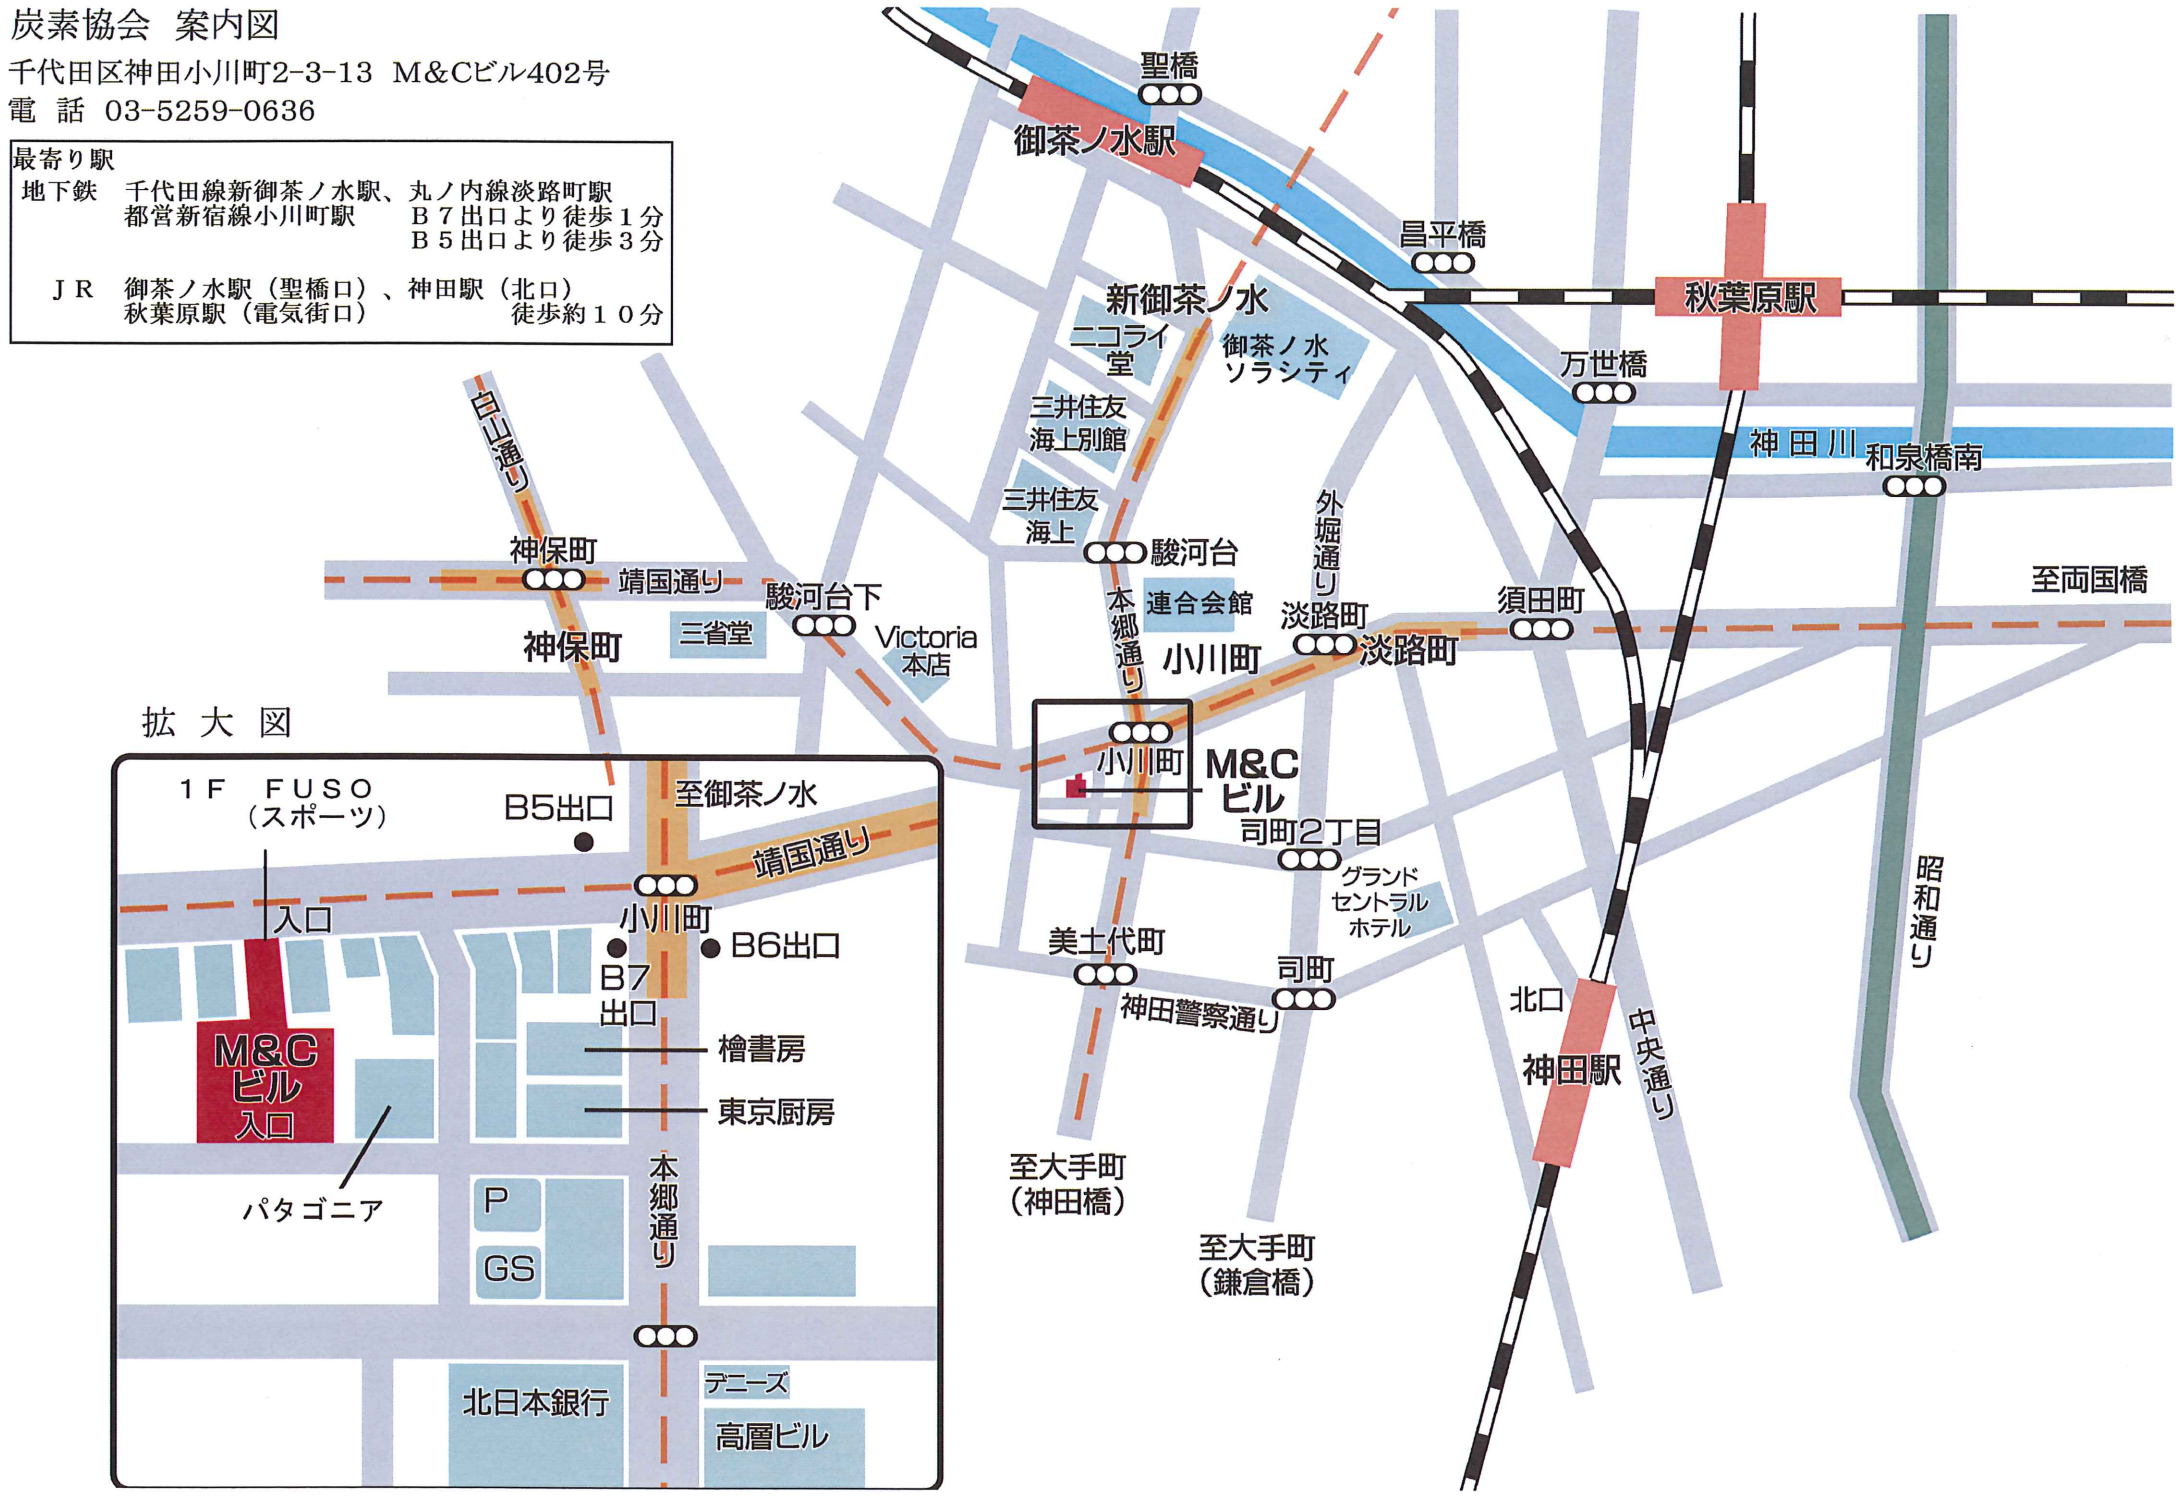 炭素協会 案内図
千代田区神田小川町2-3-13 M&Cビル402号
電 話 03-5259-0636
最寄り駅
地下鉄 千代田線新御茶ノ水駅、丸ノ内線淡路町駅
都営新宿線小川町駅 B7出口より徒歩1分
B5出口より徒歩3分
JR 御茶ノ水駅（聖橋口）、神田駅（北口）
秋葉原駅（電気街口） 徒歩約10分
聖橋
御茶ノ水駅
昌平橋
秋葉原駅
新御茶ノ水
ニコライ
堂
御茶ノ水
ソラシティ
万世橋
三井住友
海上別館
神田川
和泉橋南
白山通り
三井住友
海上
外堀通り
神保町
靖国通り
駿河台
駿河台下
本郷通り
連合会館
淡路町
須田町
至両国橋
三省堂
神保町
Victoria
本店
小川町
淡路町
小川町
M&C
ビル
司町2丁目
グランド
セントラル
ホテル
昭和通り
美土代町
司町
神田警察通り
北口
神田駅
中央通り
至大手町
（神田橋）
至大手町
（鎌倉橋）
拡大図
1F FUSO
（スポーツ）
B5出口
至御茶ノ水
靖国通り
入口
小川町
B7
出口
B6出口
M&C
ビル
入口
檜書房
東京厨房
パタゴニア
本郷通り
P
GS
北日本銀行
デニーズ
高層ビル